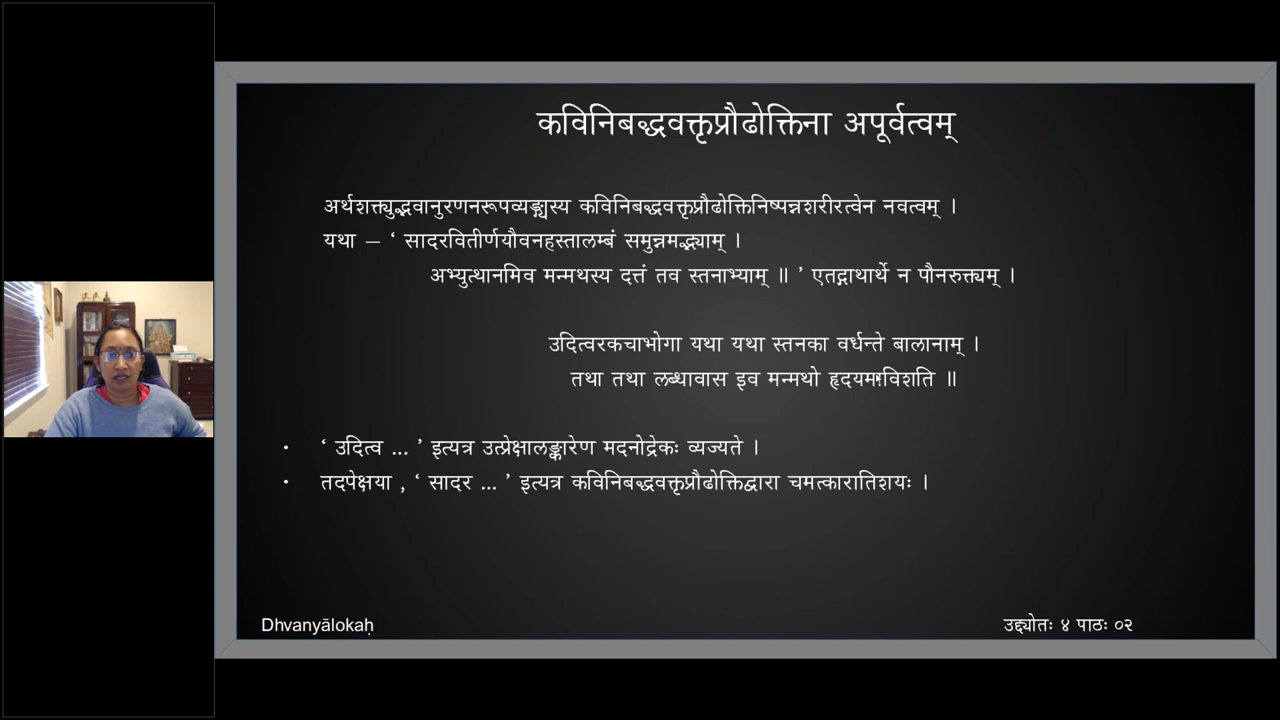 कविनिबद्धवक्तृप्रौढोक्तिना अपूर्वत्वम्
अर्थशक्त्युद्भवानुरणनरूपव्यङ्ग्यस्य कविनिबद्धवक्तृप्रौढोक्तिनिष्पन्नशरीरत्वेन नवत्वम् ।
यथा – ‘ सादरवितीर्णयौवनहस्तालम्बं समुन्नमद्भ्याम् ।
अभ्युत्थानमिव मन्मथस्य दत्तं तव स्तनाभ्याम् ॥ ’ एतद्गाथार्थे न पौनरुक्त्यम् ।
उदित्वरकचाभोगा यथा यथा स्तनका वर्धन्ते बालानाम् ।
तथा तथा लब्धावास इव मन्मथो हृदयमाविशति ॥
• ‘ उदित्व ... ’ इत्यत्र उत्प्रेक्षालङ्कारेण मदनोद्रेकः व्यज्यते ।
• तदपेक्षया , ‘ सादर ... ’ इत्यत्र कविनिबद्धवक्तृप्रौढोक्तिद्वारा चमत्कारातिशयः ।
Dhvanyālokaḥ उद्द्योतः ४ पाठः ०२